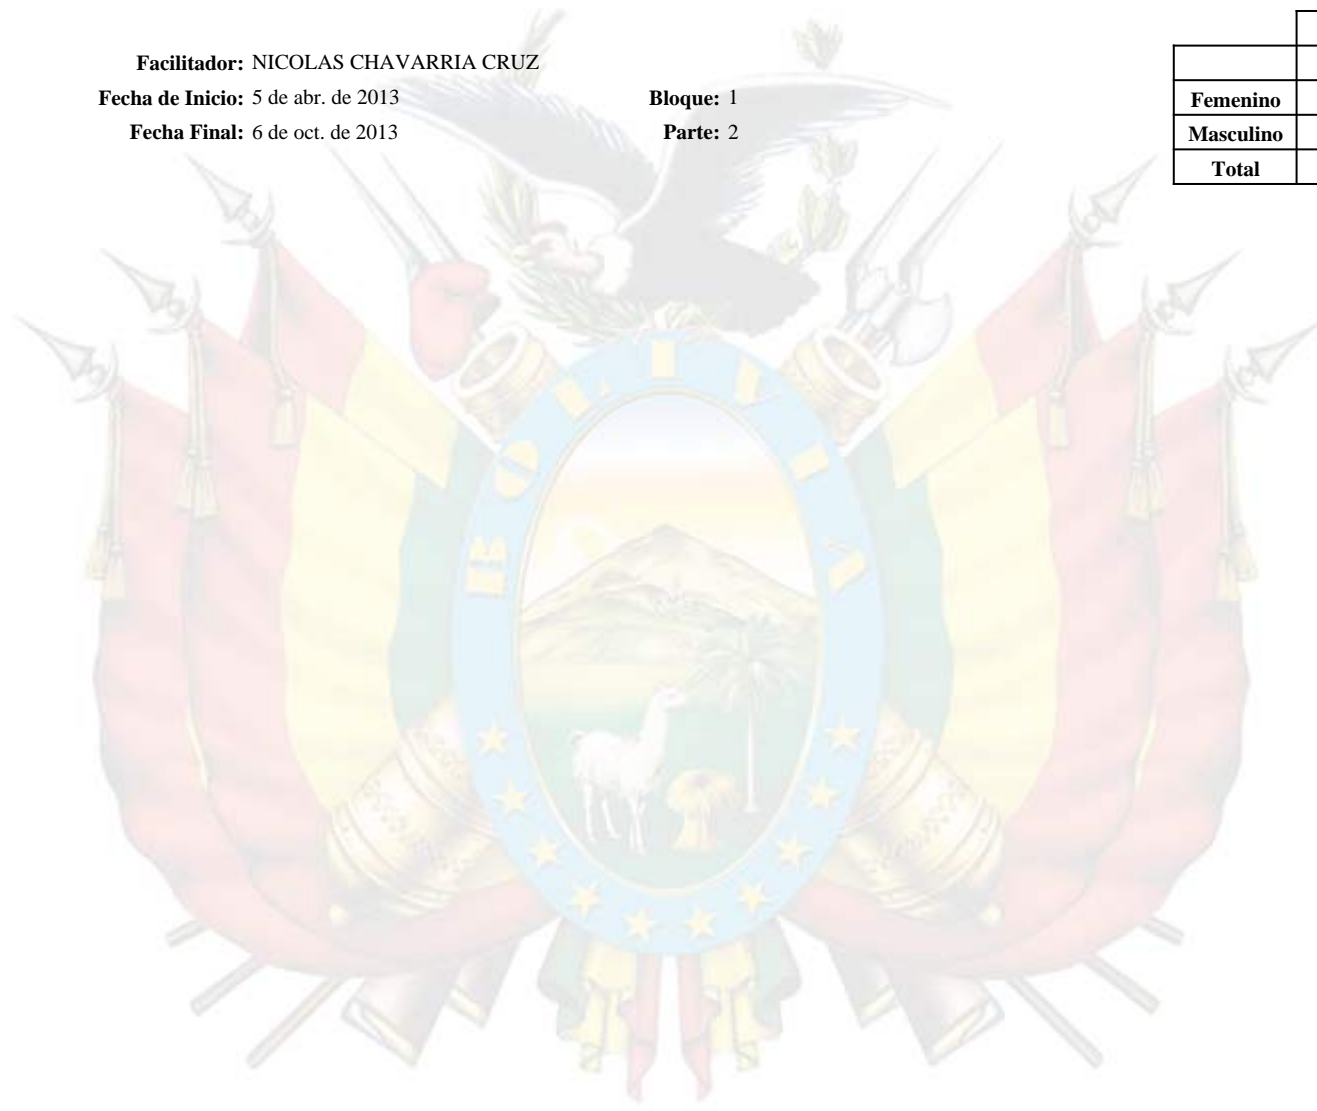 Facilitador: NICOLAS CHAVARRIA CRUZ
Fecha de Inicio: 5 de abr. de 2013 Bloque: 1
Fecha Final: 6 de oct. de 2013 Parte: 2
Femenino
Masculino
Total
BOLIVIA